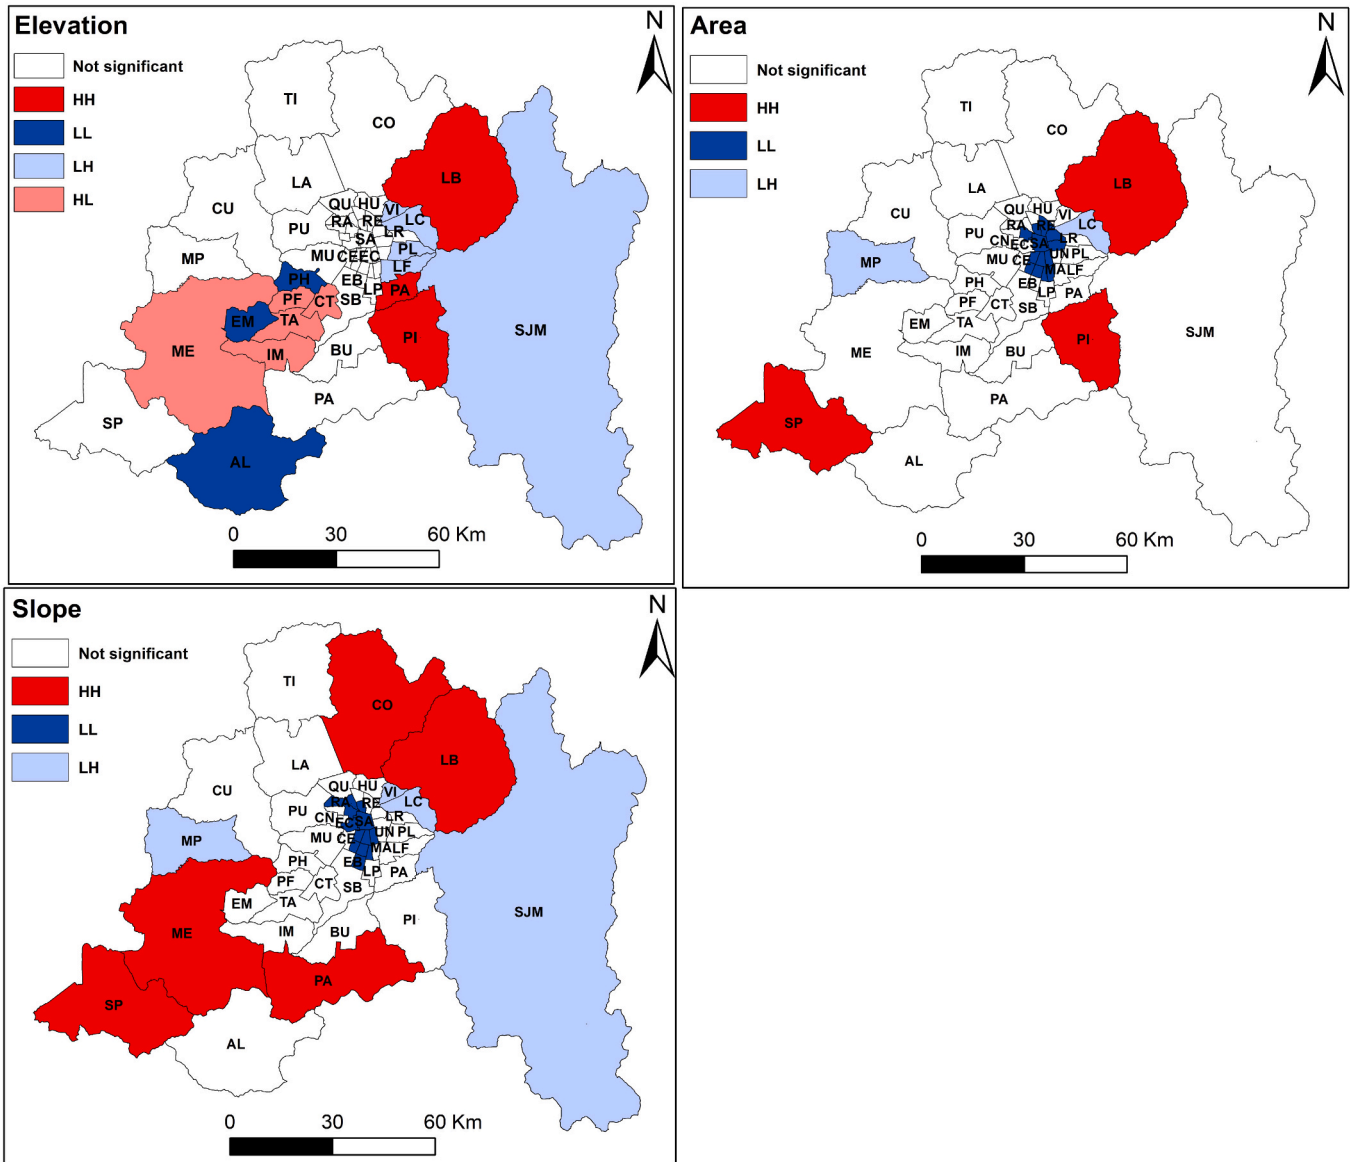 Elevation
N
Not significant
HH
LL
LH
HL
TI
CO
LB
LA
CU
QU
HU
VI
RA
RE
LC
PU
SA
LR
MP
MU
CE
EC
PL
LF
PH
EB
PF
CT
SB
LP
PA
EM
TA
SJM
ME
IM
BU
PI
PA
SP
AL
0 30 60 Km
Area
N
Not significant
HH
LL
LH
TI
CO
LB
LA
CU
QU
HU
VI
RA
RE
LC
PU
CN
EC
SA
LR
MP
MU
CE
UN
PL
MA
LF
PH
EB
LP
PA
PF
CT
SB
EM
TA
SJM
ME
IM
BU
PI
PA
SP
AL
0 30 60 Km
Slope
N
Not significant
HH
LL
LH
TI
CO
LB
LA
CU
QU
HU
VI
RA
RE
LC
PU
CN
EC
SA
LR
MP
MU
CE
UN
PL
MA
LF
PH
EB
LP
PA
PF
CT
SB
EM
TA
SJM
ME
IM
BU
PI
PA
SP
AL
0 30 60 Km